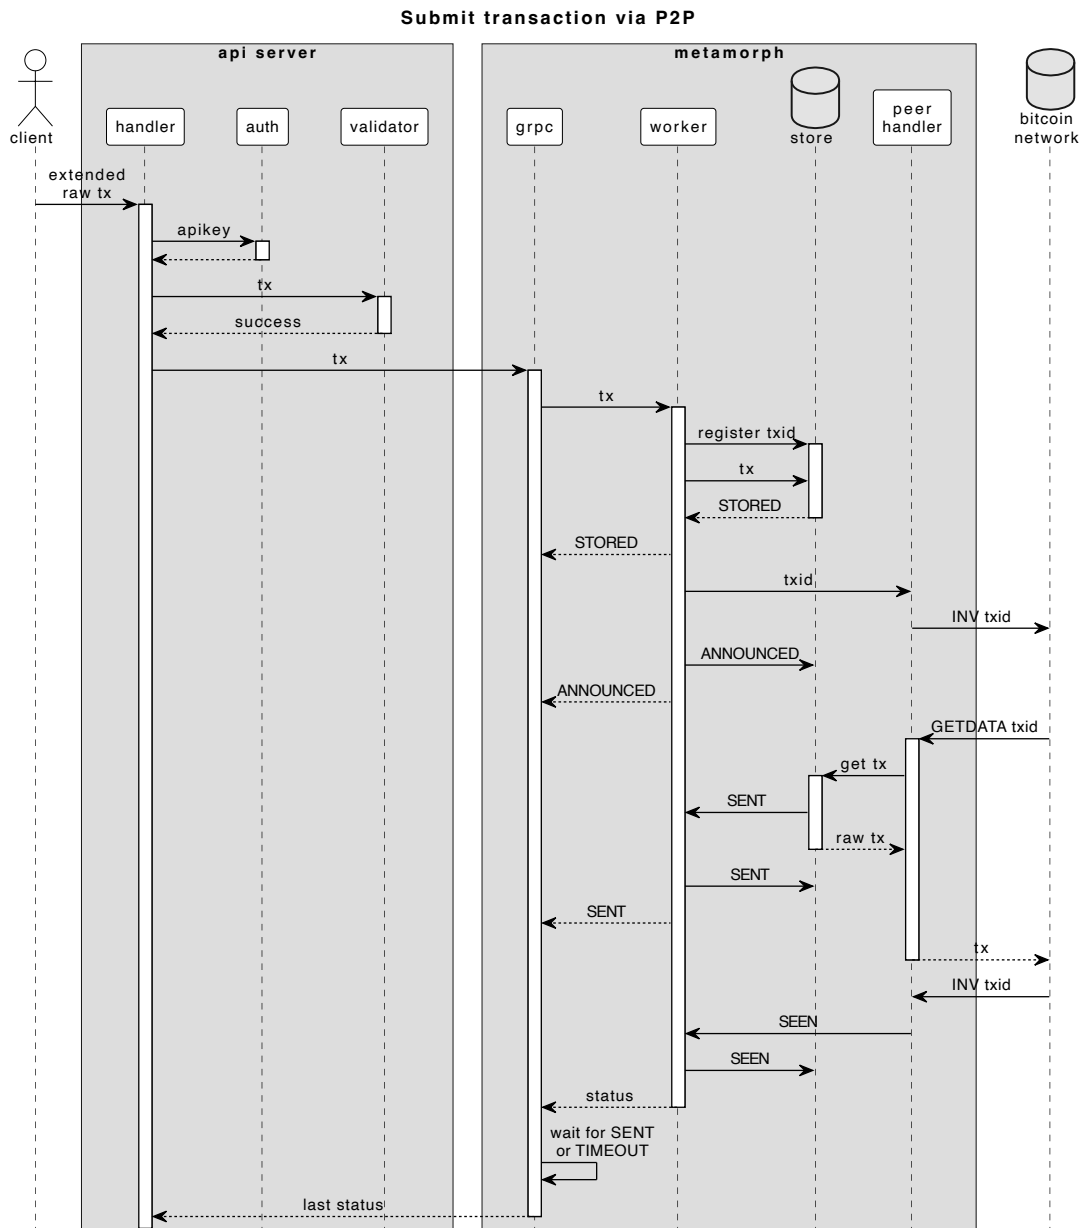 Submit transaction via P2P
api server
metamorph
client
handler
auth
validator
grpc
worker
store
peer
handler
bitcoin
network
extended
raw tx
apikey
tx
success
tx
tx
register txid
tx
STORED
STORED
txid
INV txid
ANNOUNCED
ANNOUNCED
GETDATA txid
get tx
SENT
raw tx
SENT
SENT
tx
INV txid
SEEN
SEEN
status
wait for SENT
or TIMEOUT
last status